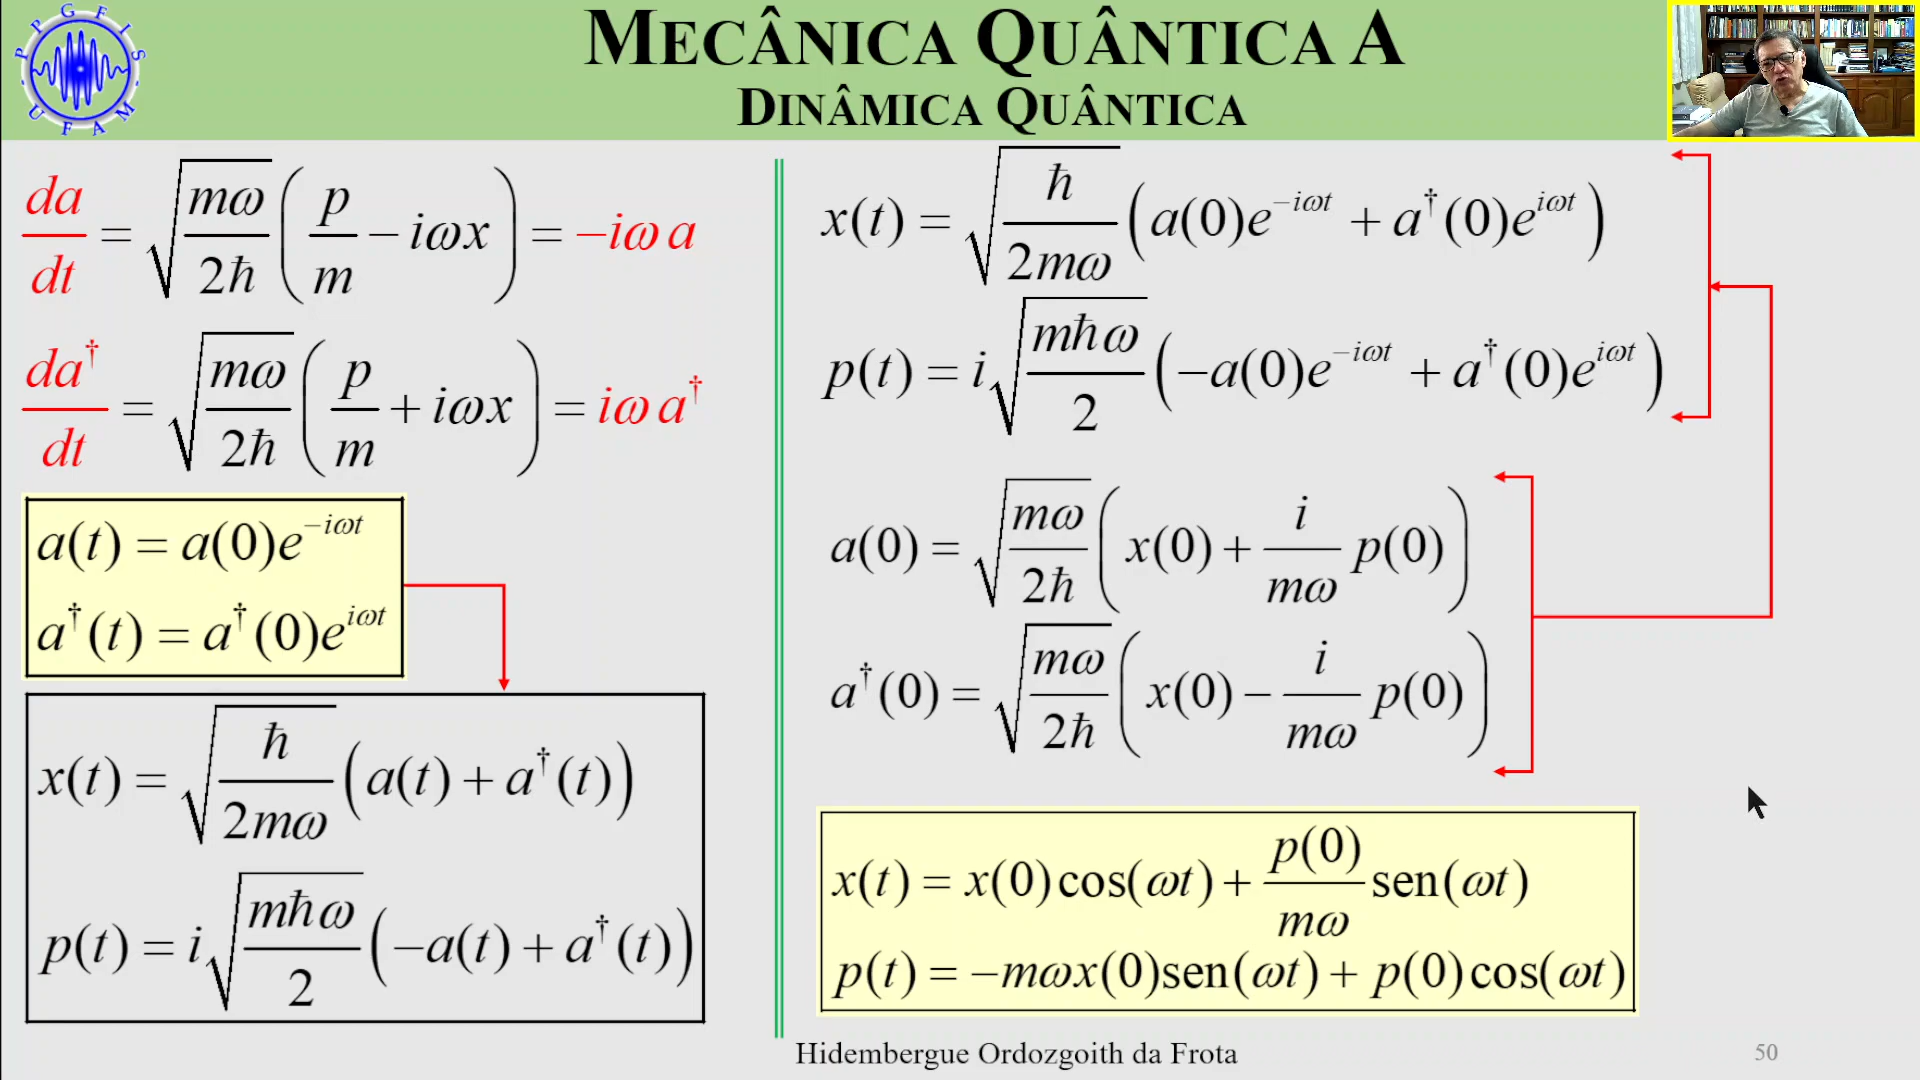 PPGFIS
UFAM
MECÂNICA QUÂNTICA A
DINÂMICA QUÂNTICA
da/dt = √(mω/2ħ) (p/m − iωx) = −iω a
da†/dt = √(mω/2ħ) (p/m + iωx) = iω a†
a(t) = a(0)e^{−iωt}
a†(t) = a†(0)e^{iωt}
x(t) = √(ħ/2mω) (a(t) + a†(t))
p(t) = i√(mħω/2) (−a(t) + a†(t))
x(t) = √(ħ/2mω) (a(0)e^{−iωt} + a†(0)e^{iωt})
p(t) = i√(mħω/2) (−a(0)e^{−iωt} + a†(0)e^{iωt})
a(0) = √(mω/2ħ) (x(0) + i/mω p(0))
a†(0) = √(mω/2ħ) (x(0) − i/mω p(0))
x(t) = x(0)cos(ωt) + p(0)/mω sen(ωt)
p(t) = −mωx(0)sen(ωt) + p(0)cos(ωt)
Hidembergue Ordozgoith da Frota
50